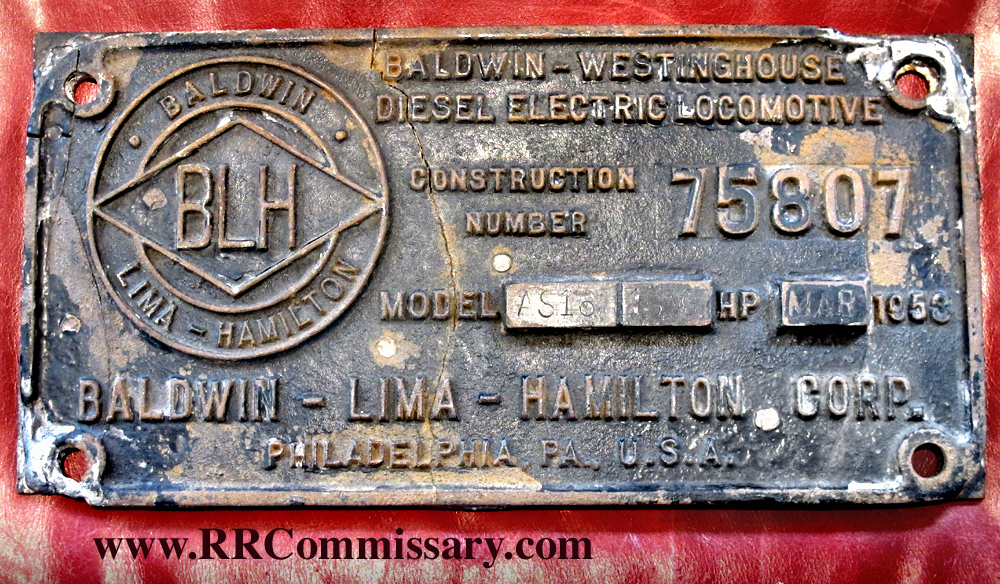 BALDWIN
BLH
LIMA - HAMILTON
BALDWIN - WESTINGHOUSE
DIESEL ELECTRIC LOCOMOTIVE
CONSTRUCTION
NUMBER
75807
MODEL AS16 HP MAR 1953
BALDWIN - LIMA - HAMILTON CORP.
PHILADELPHIA, PA., U.S.A.
www.RRCommissary.com